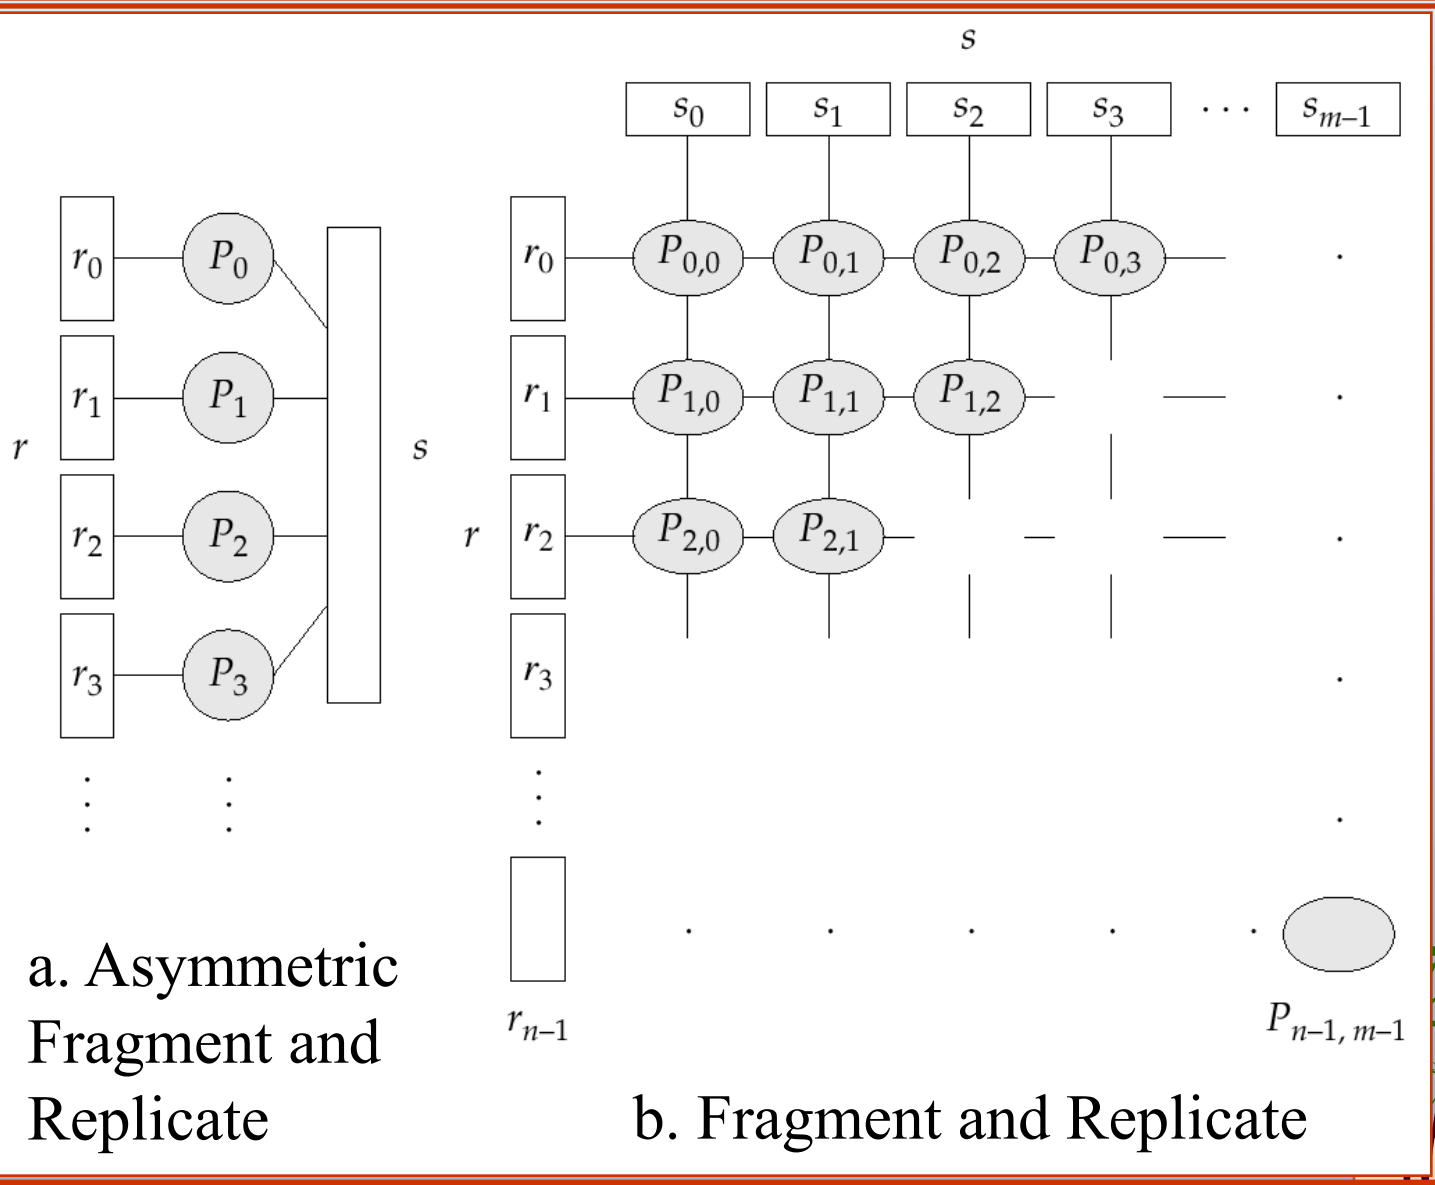 s
s0 s1 s2 s3 · · · sm–1
r0 P0 r0 P0,0 P0,1 P0,2 P0,3
r1 P1 r1 P1,0 P1,1 P1,2
r s
r2 P2 r r2 P2,0 P2,1
r3 P3 r3
a. Asymmetric
Fragment and
Replicate
rn–1 Pn–1, m–1
b. Fragment and Replicate